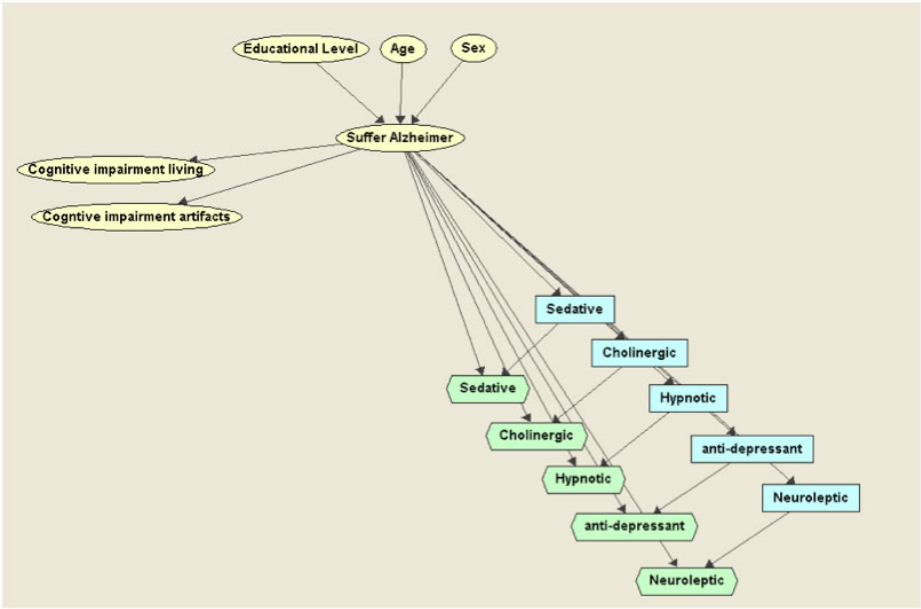 Educational Level
Age
Sex
Suffer Alzheimer
Cognitive impairment living
Cogntive impairment artifacts
Sedative
Cholinergic
Hypnotic
anti-depressant
Neuroleptic
Sedative
Cholinergic
Hypnotic
anti-depressant
Neuroleptic